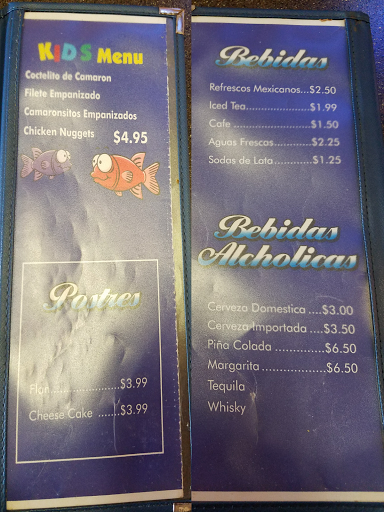 KIDS Menu
Coctelito de Camaron
Filete Empanizado
Camaronsitos Empanizados
Chicken Nuggets $4.95
Postres
Flan..................$3.99
Cheese Cake .......$3.99
Bebidas
Refrescos Mexicanos...$2.50
Iced Tea.................$1.99
Cafe .....................$1.50
Aguas Frescas...........$2.25
Sodas de Lata...........$1.25
Bebidas
Alcholicas
Cerveza Domestica ....$3.00
Cerveza Importada ....$3.50
Piña Colada ..............$6.50
Margarita..................$6.50
Tequila
Whisky